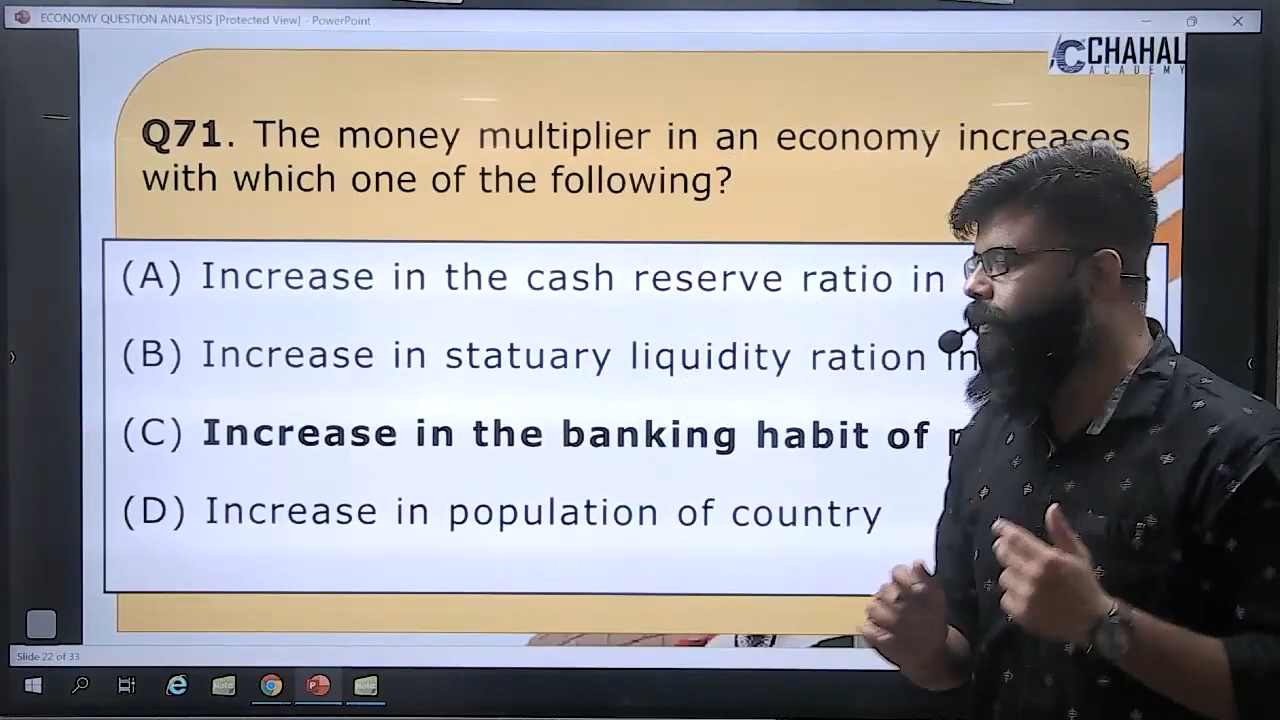 ECONOMY QUESTION ANALYSIS [Protected View] - PowerPoint
CHAHAL
ACADEMY
Q71. The money multiplier in an economy increases
with which one of the following?
(A) Increase in the cash reserve ratio in
(B) Increase in statuary liquidity ration in
(C) Increase in the banking habit of
(D) Increase in population of country
Slide 22 of 33